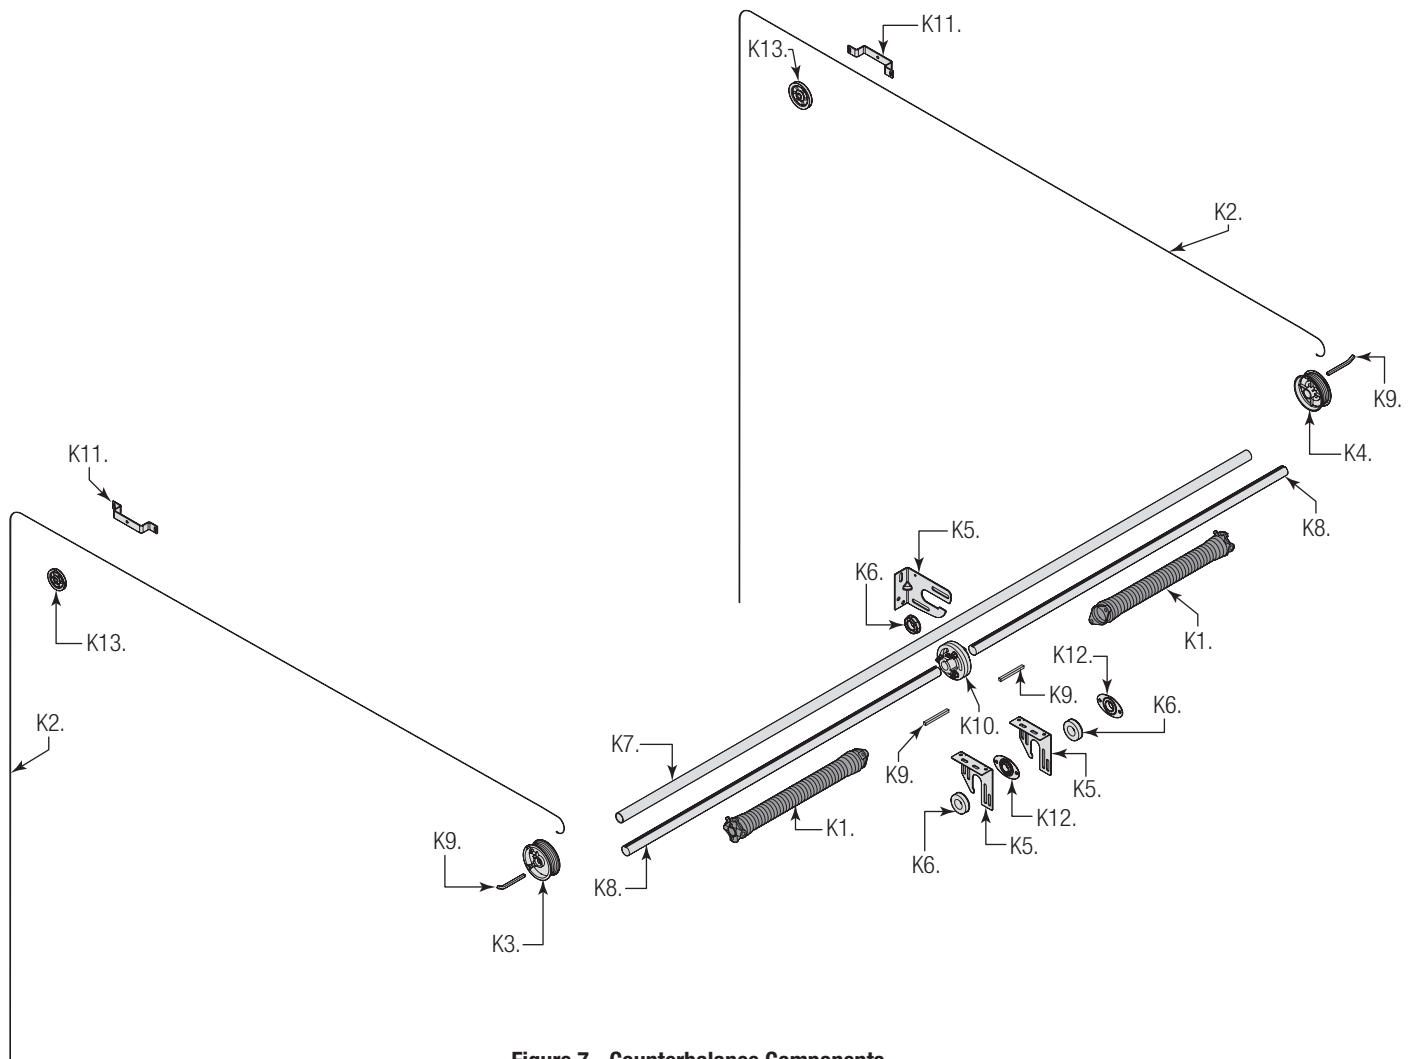 K11.
K13.
K2.
K9.
K4.
K11.
K8.
K5.
K6.
K1.
K13.
K12.
K9.
K6.
K10.
K2.
K7.
K9.
K5.
K12.
K1.
K5.
K9.
K6.
K8.
K3.
Figure 7 - Counterbalance Components